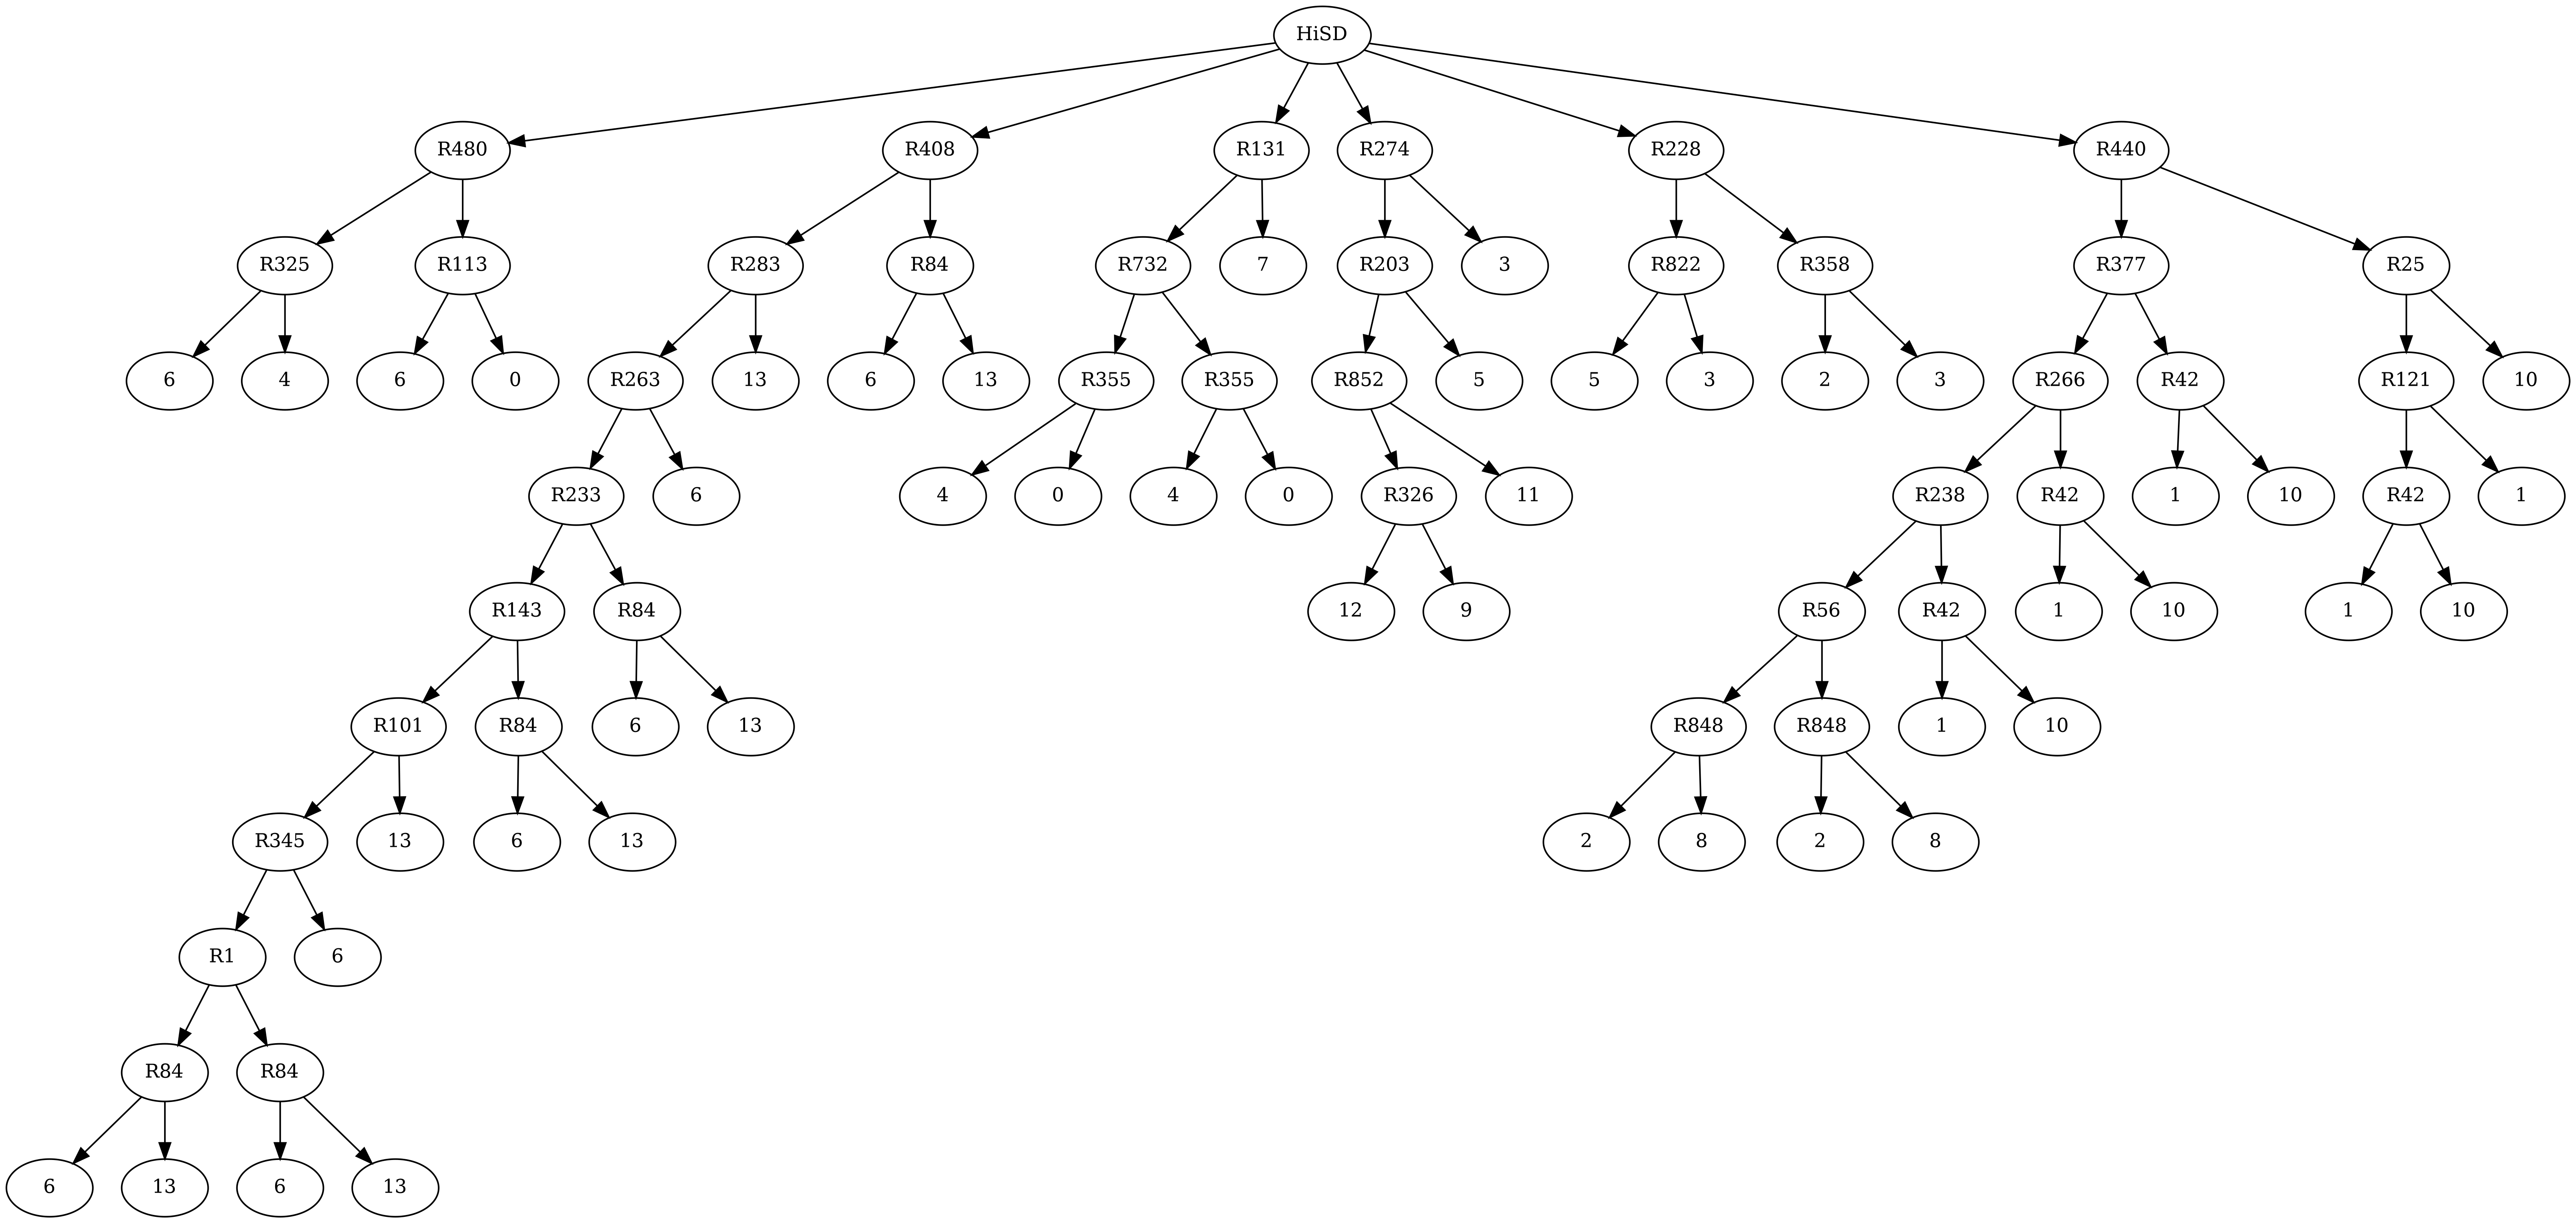 HiSD
R480 R408 R131 R274 R228 R440
R325 R113 R283 R84 R732 7 R203 3 R822 R358 R377 R25
6 4 6 0 R263 13 6 13 R355 R355 R852 5 5 3 2 3 R266 R42 R121 10
R233 6 4 0 4 0 R326 11 R238 R42 1 10 R42 1
R143 R84 12 9 R56 R42 1 10 1 10
R101 R84 6 13 R848 R848 1 10
R345 13 6 13 2 8 2 8
R1 6
R84 R84
6 13 6 13